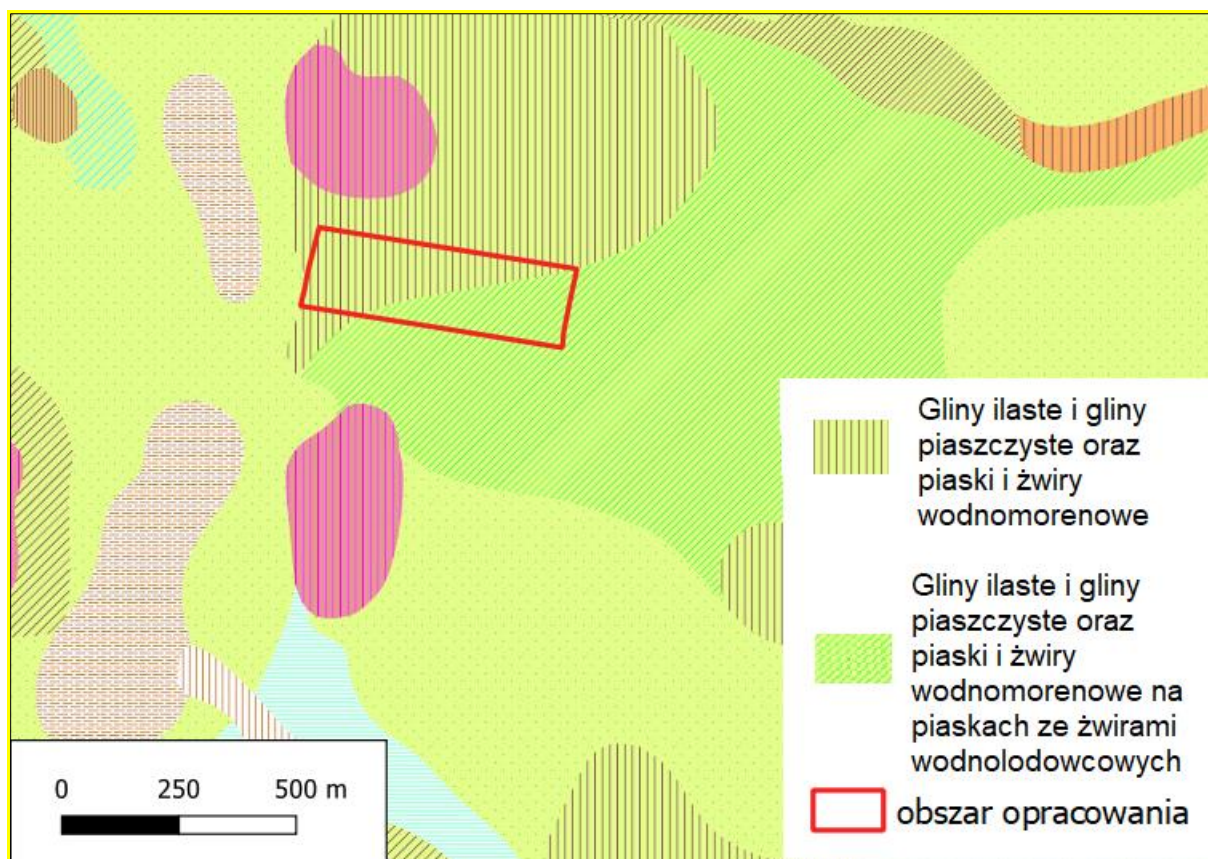 Gliny ilaste i gliny
piaszczyste oraz
piaski i żwiry
wodnomorenowe
Gliny ilaste i gliny
piaszczyste oraz
piaski i żwiry
wodnomorenowe na
piaskach ze żwirami
wodnolodowcowych
obszar opracowania
0 250 500 m